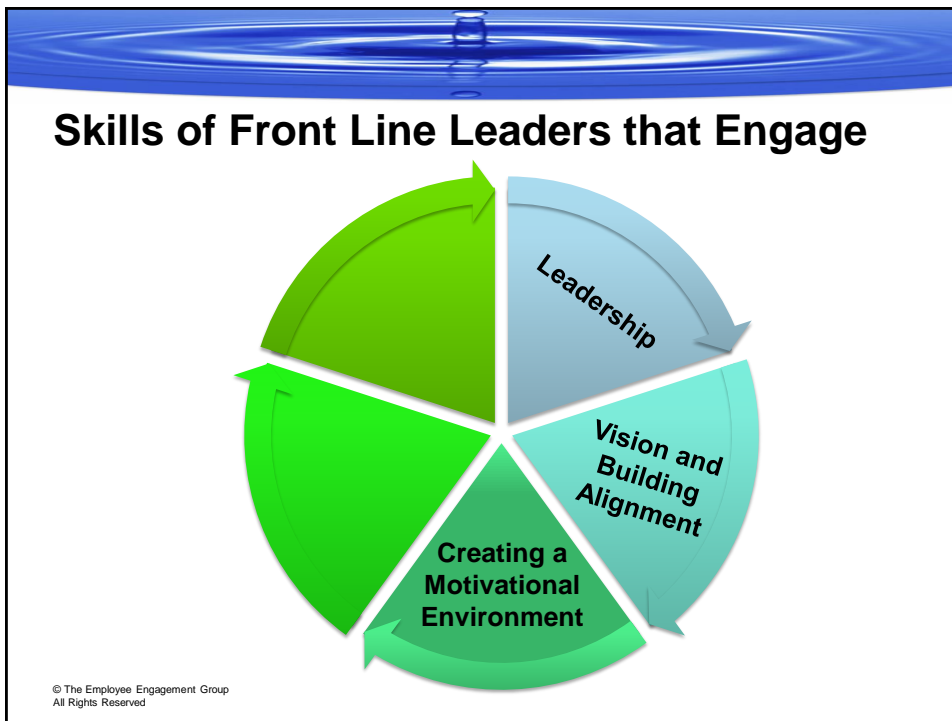 Skills of Front Line Leaders that Engage
Leadership
Vision and
Building
Alignment
Creating a
Motivational
Environment
© The Employee Engagement Group
All Rights Reserved